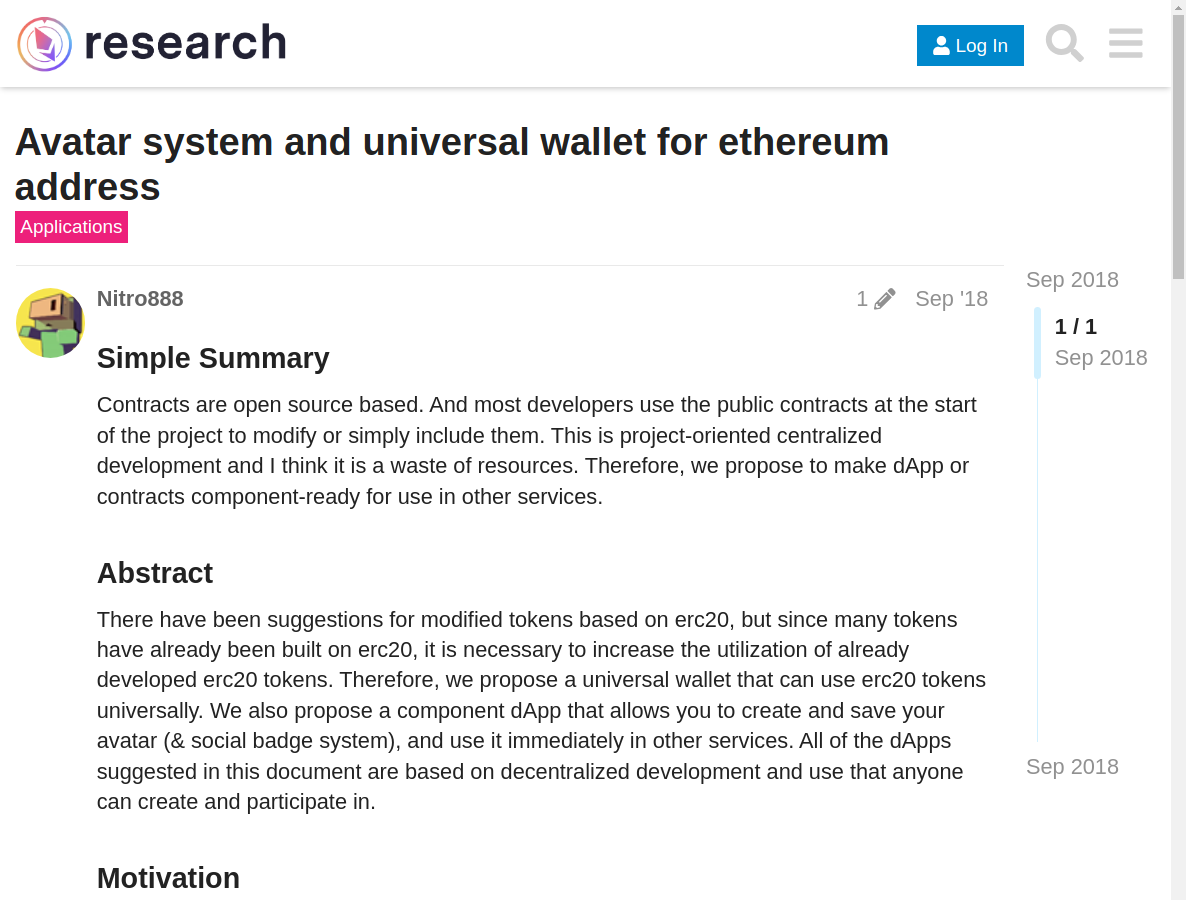 research
Log In
Avatar system and universal wallet for ethereum
address
Applications
Sep 2018
Nitro888
1
Sep '18
1 / 1
Sep 2018
Simple Summary
Contracts are open source based. And most developers use the public contracts at the start
of the project to modify or simply include them. This is project-oriented centralized
development and I think it is a waste of resources. Therefore, we propose to make dApp or
contracts component-ready for use in other services.
Abstract
There have been suggestions for modified tokens based on erc20, but since many tokens
have already been built on erc20, it is necessary to increase the utilization of already
developed erc20 tokens. Therefore, we propose a universal wallet that can use erc20 tokens
universally. We also propose a component dApp that allows you to create and save your
avatar (& social badge system), and use it immediately in other services. All of the dApps
suggested in this document are based on decentralized development and use that anyone
can create and participate in.
Sep 2018
Motivation